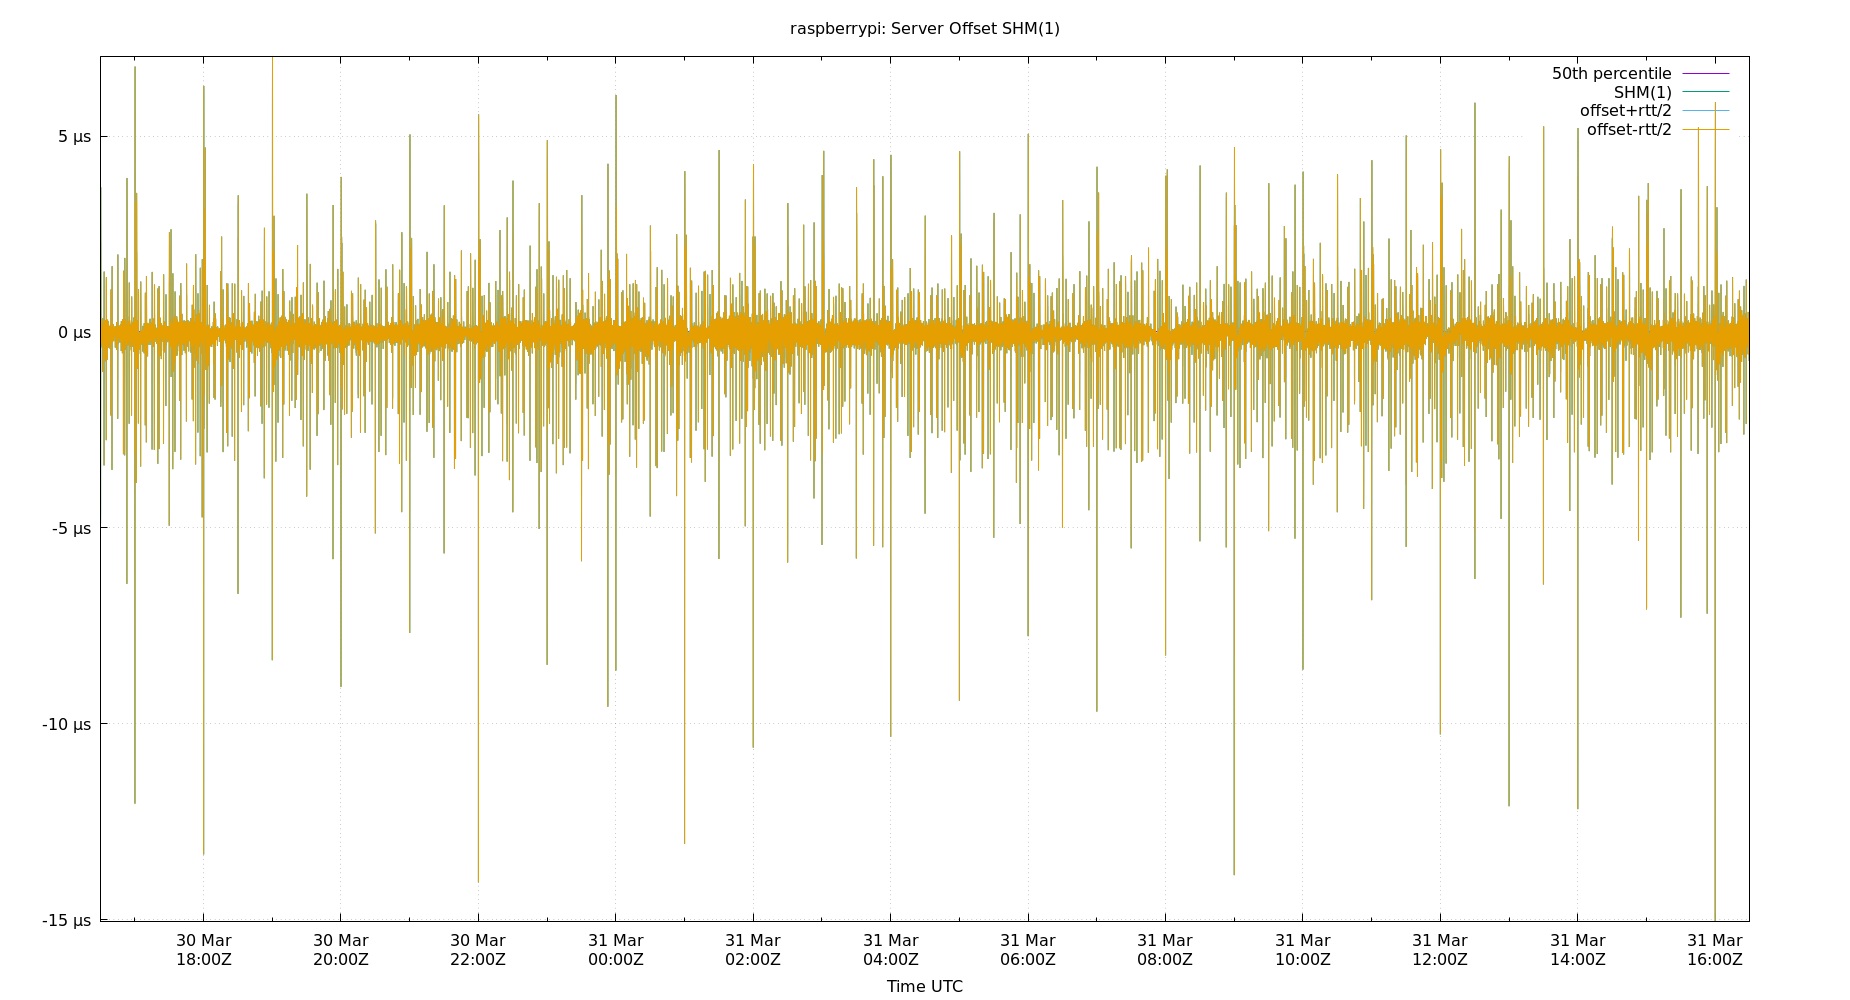 raspberrypi: Server Offset SHM(1)
50th percentile
SHM(1)
offset+rtt/2
offset-rtt/2
5 µs
0 µs
-5 µs
-10 µs
-15 µs
30 Mar 30 Mar 30 Mar 31 Mar 31 Mar 31 Mar 31 Mar 31 Mar 31 Mar 31 Mar 31 Mar 31 Mar
18:00Z 20:00Z 22:00Z 00:00Z 02:00Z 04:00Z 06:00Z 08:00Z 10:00Z 12:00Z 14:00Z 16:00Z
Time UTC